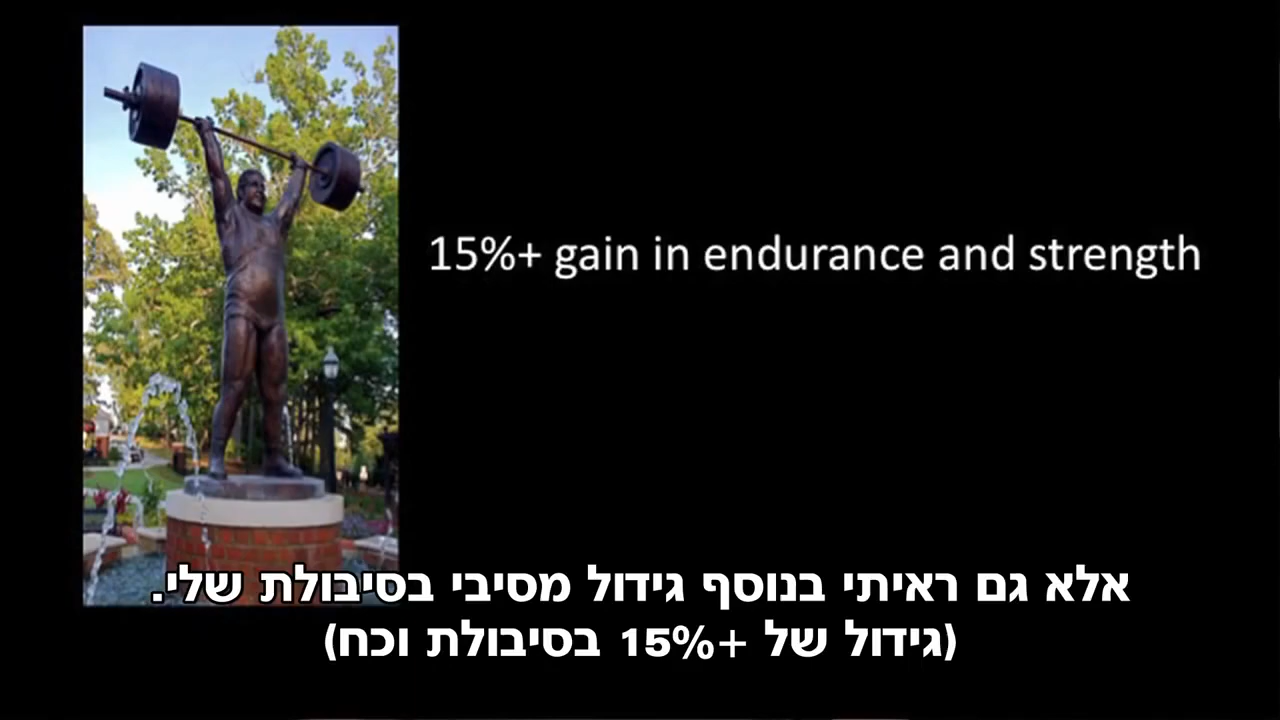 15%+ gain in endurance and strength
אלא גם ראיתי בנוסף גידול מסיבי בסיבולת שלי.
(גידול של +15% בסיבולת וכח)